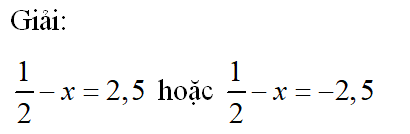 Giải:
1/2 − x = 2,5 hoặc 1/2 − x = −2,5